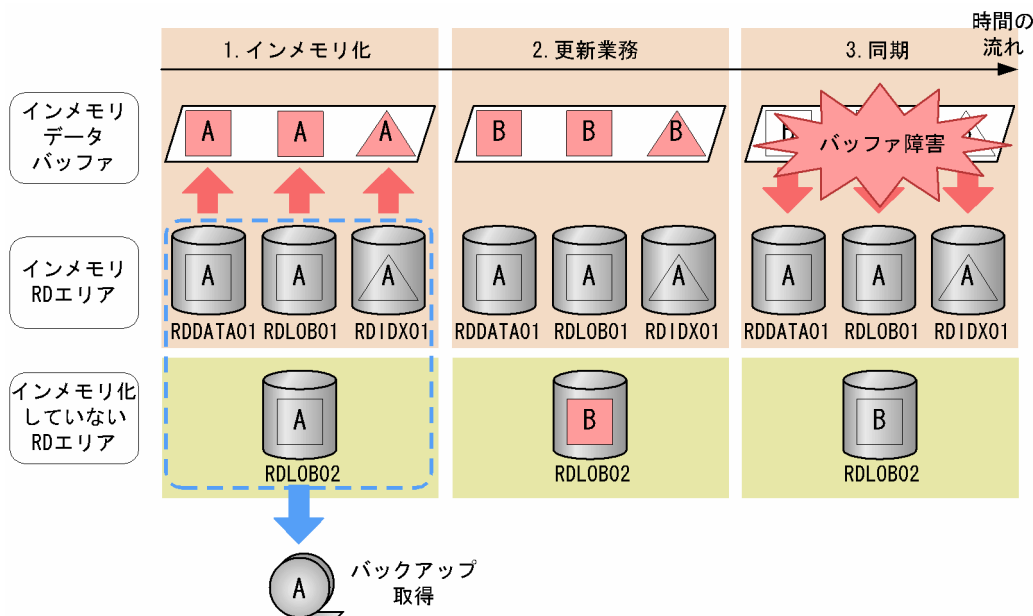 時間の
流れ
1.インメモリ化
2.更新業務
3.同期
インメモリ
データ
バッファ
A
A
A
B
B
B
バッファ障害
インメモリ
RDエリア
A
A
A
RDDATA01
RDLOB01
RDIDX01
A
A
A
RDDATA01
RDLOB01
RDIDX01
A
A
A
RDDATA01
RDLOB01
RDIDX01
インメモリ化
していない
RDエリア
A
RDLOB02
B
RDLOB02
B
RDLOB02
A
バックアップ
取得